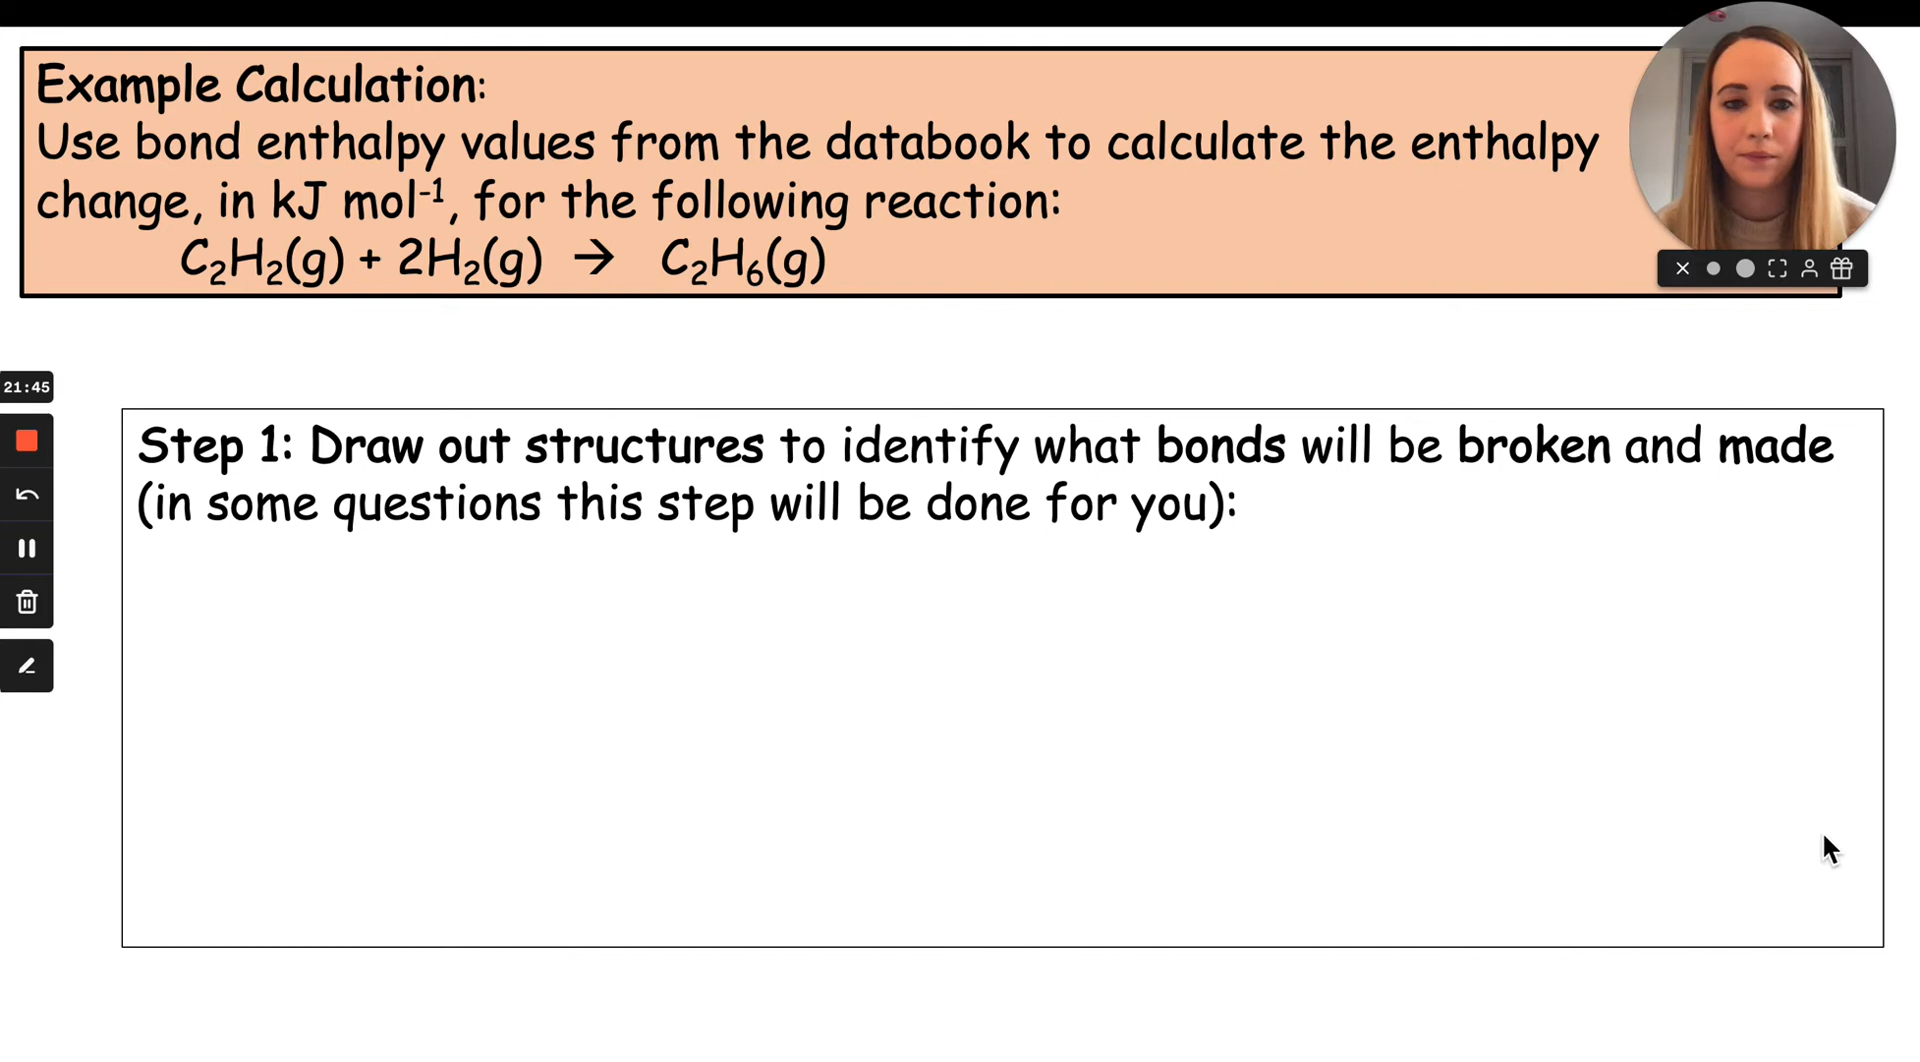 Example Calculation:
Use bond enthalpy values from the databook to calculate the enthalpy
change, in kJ mol⁻¹, for the following reaction:
C₂H₂(g) + 2H₂(g) → C₂H₆(g)
21:45
Step 1: Draw out structures to identify what bonds will be broken and made
(in some questions this step will be done for you):